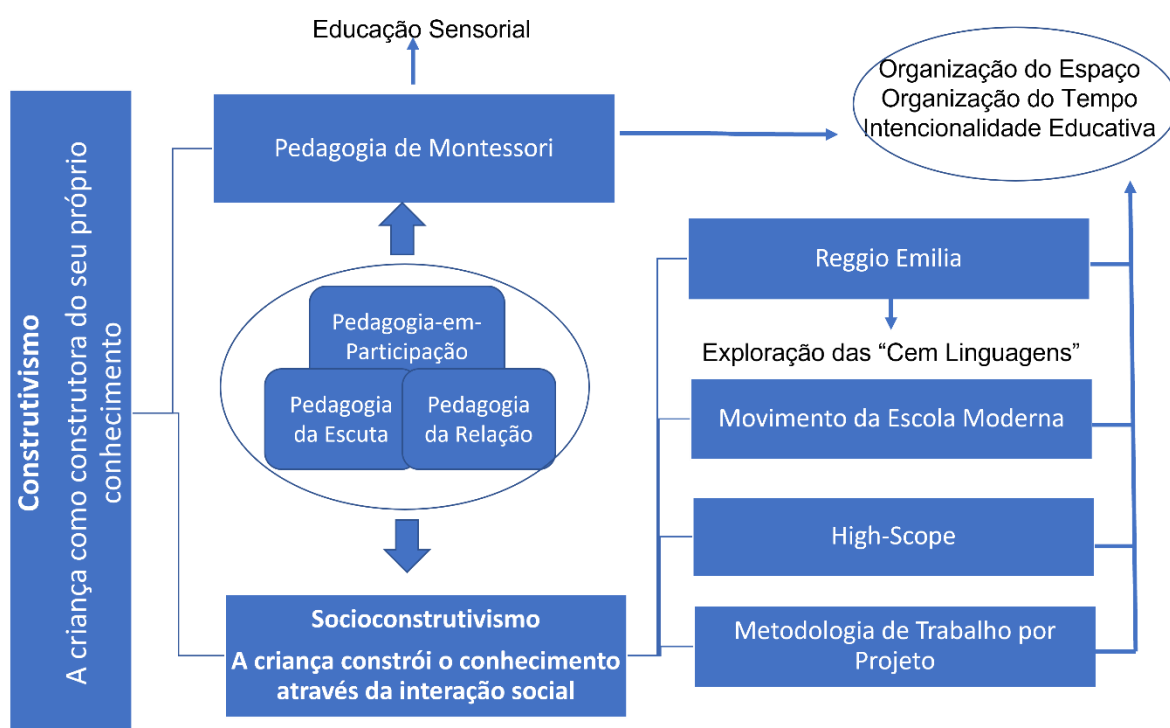 Construtivismo
A criança como construtora do seu próprio
conhecimento
Educação Sensorial
Pedagogia de Montessori
Organização do Espaço
Organização do Tempo
Intencionalidade Educativa
Pedagogia-em-
Participação
Pedagogia
da Escuta
Pedagogia
da Relação
Socioconstrutivismo
A criança constrói o conhecimento
através da interação social
Reggio Emilia
Exploração das “Cem Linguagens”
Movimento da Escola Moderna
High-Scope
Metodologia de Trabalho por
Projeto